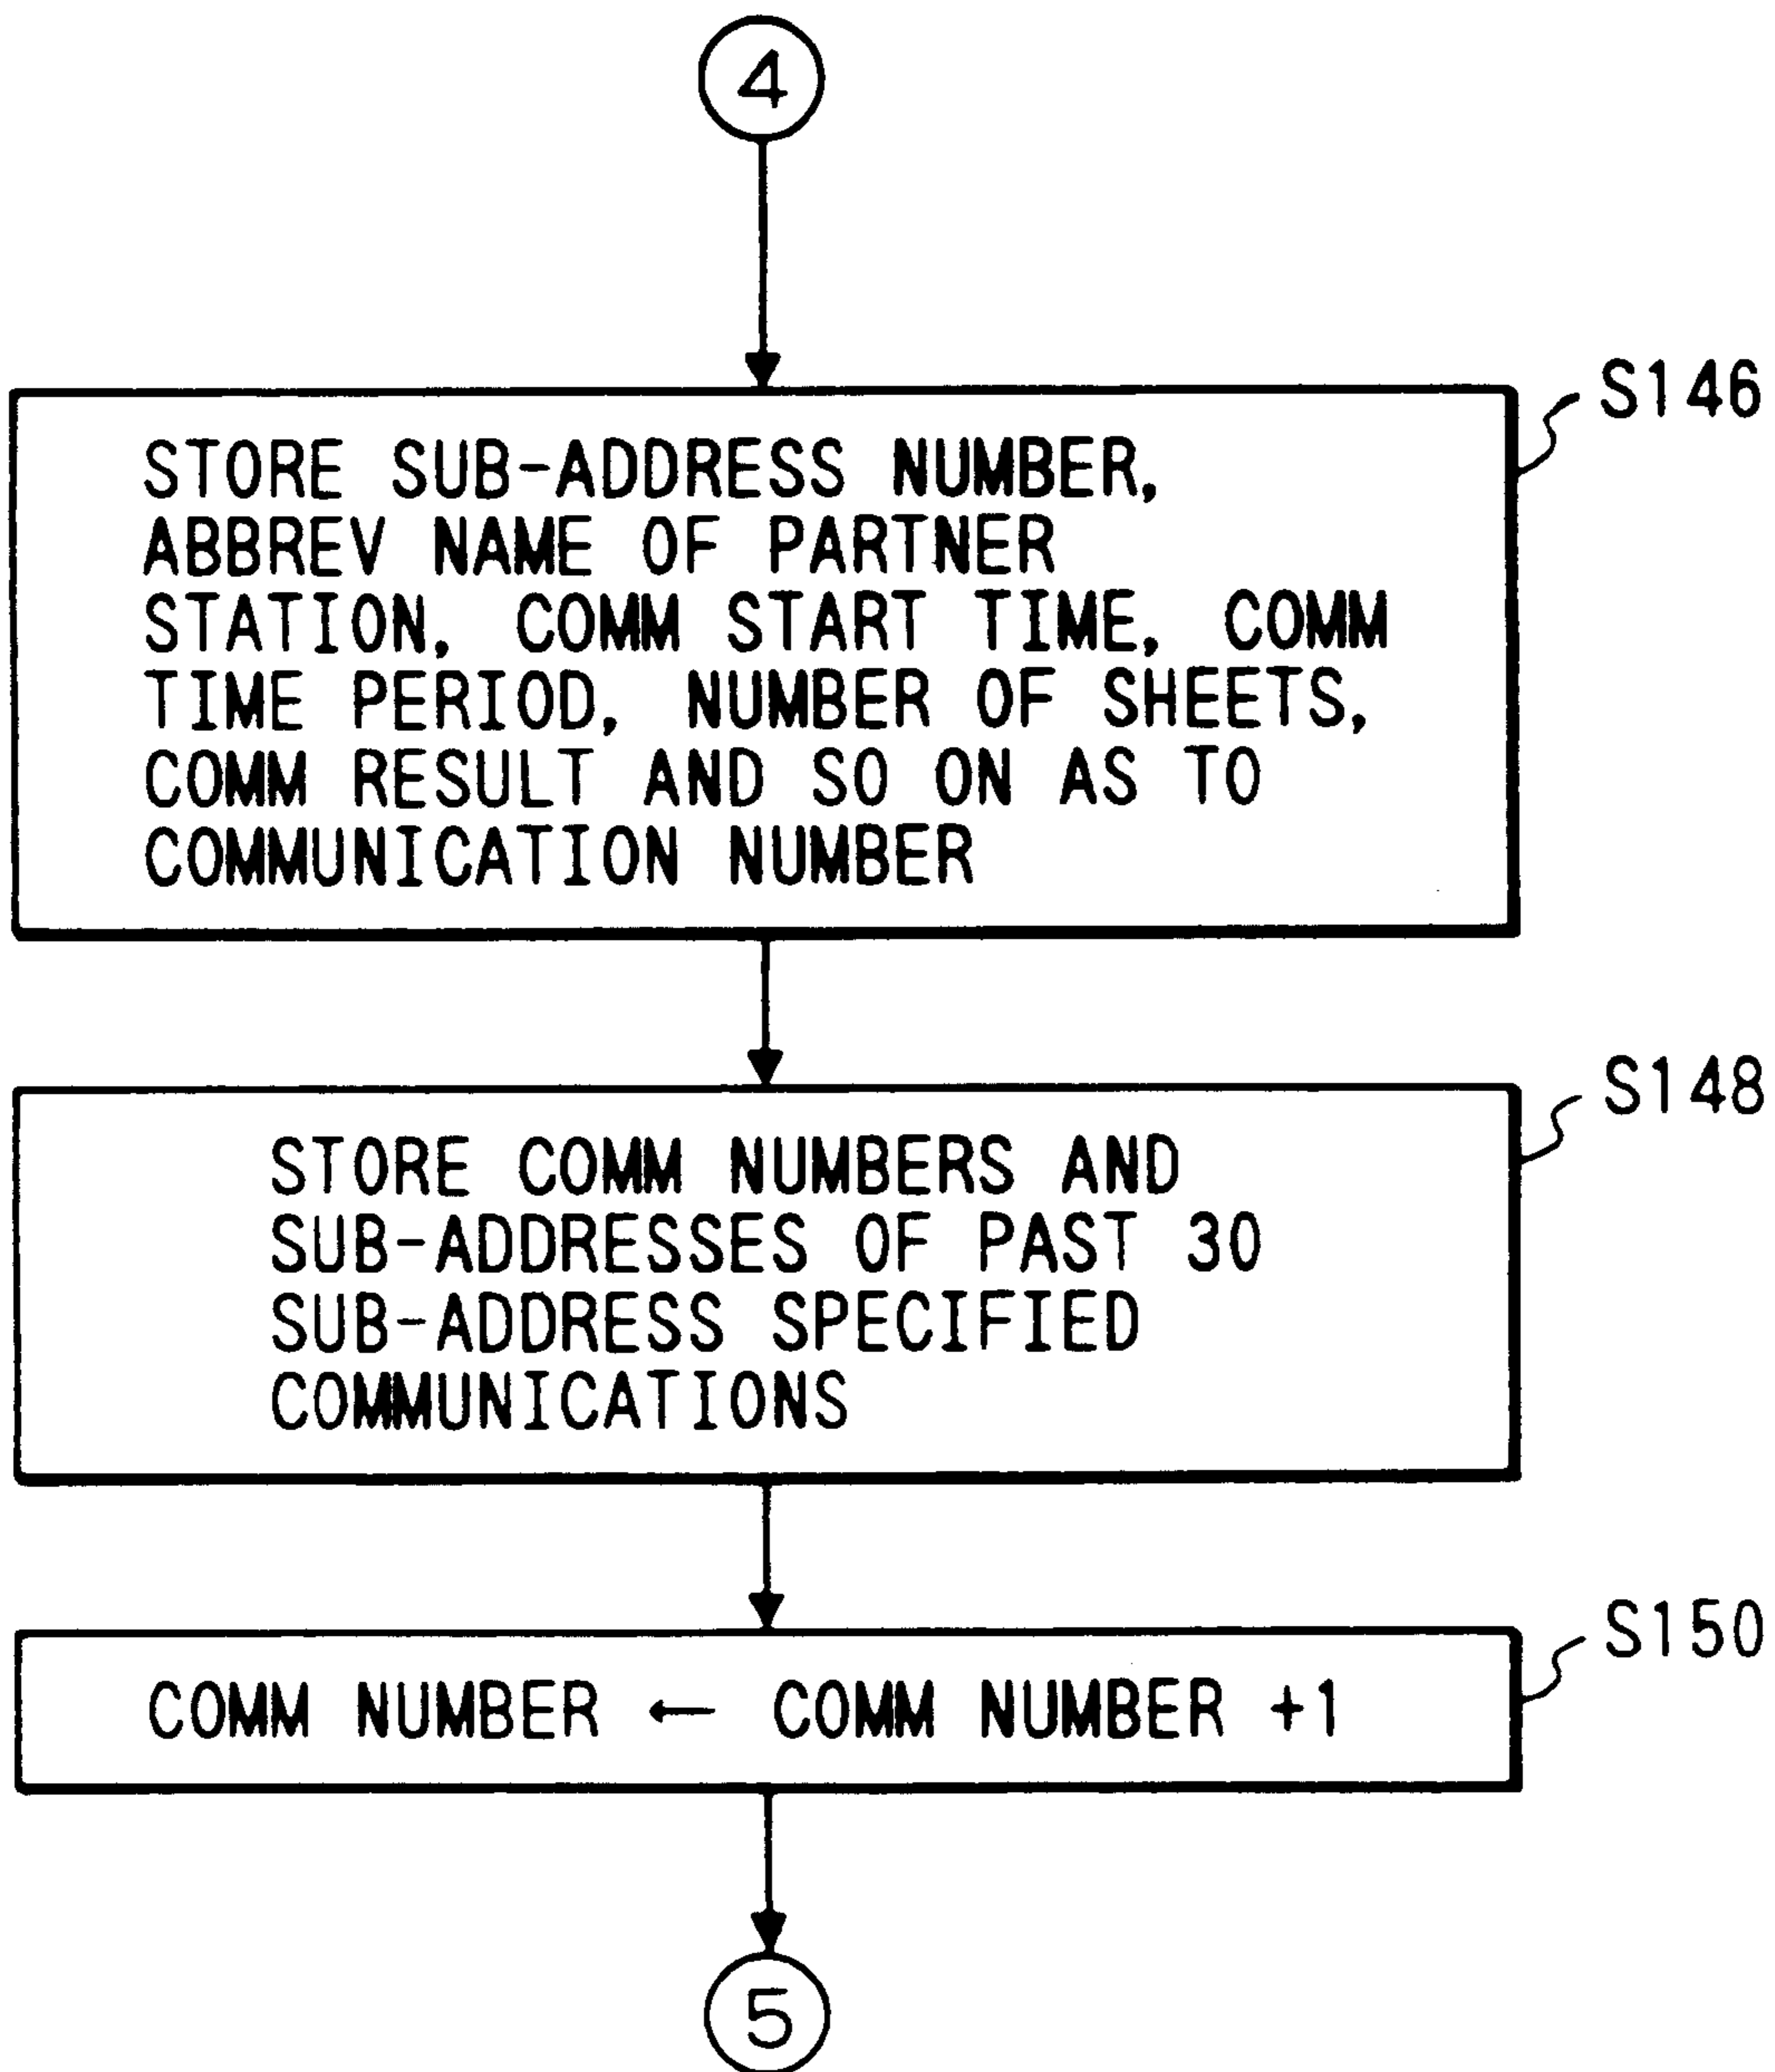 4
S146
STORE SUB-ADDRESS NUMBER,
ABBREV NAME OF PARTNER
STATION, COMM START TIME, COMM
TIME PERIOD, NUMBER OF SHEETS,
COMM RESULT AND SO ON AS TO
COMMUNICATION NUMBER
S148
STORE COMM NUMBERS AND
SUB-ADDRESSES OF PAST 30
SUB-ADDRESS SPECIFIED
COMMUNICATIONS
S150
COMM NUMBER ← COMM NUMBER +1
5